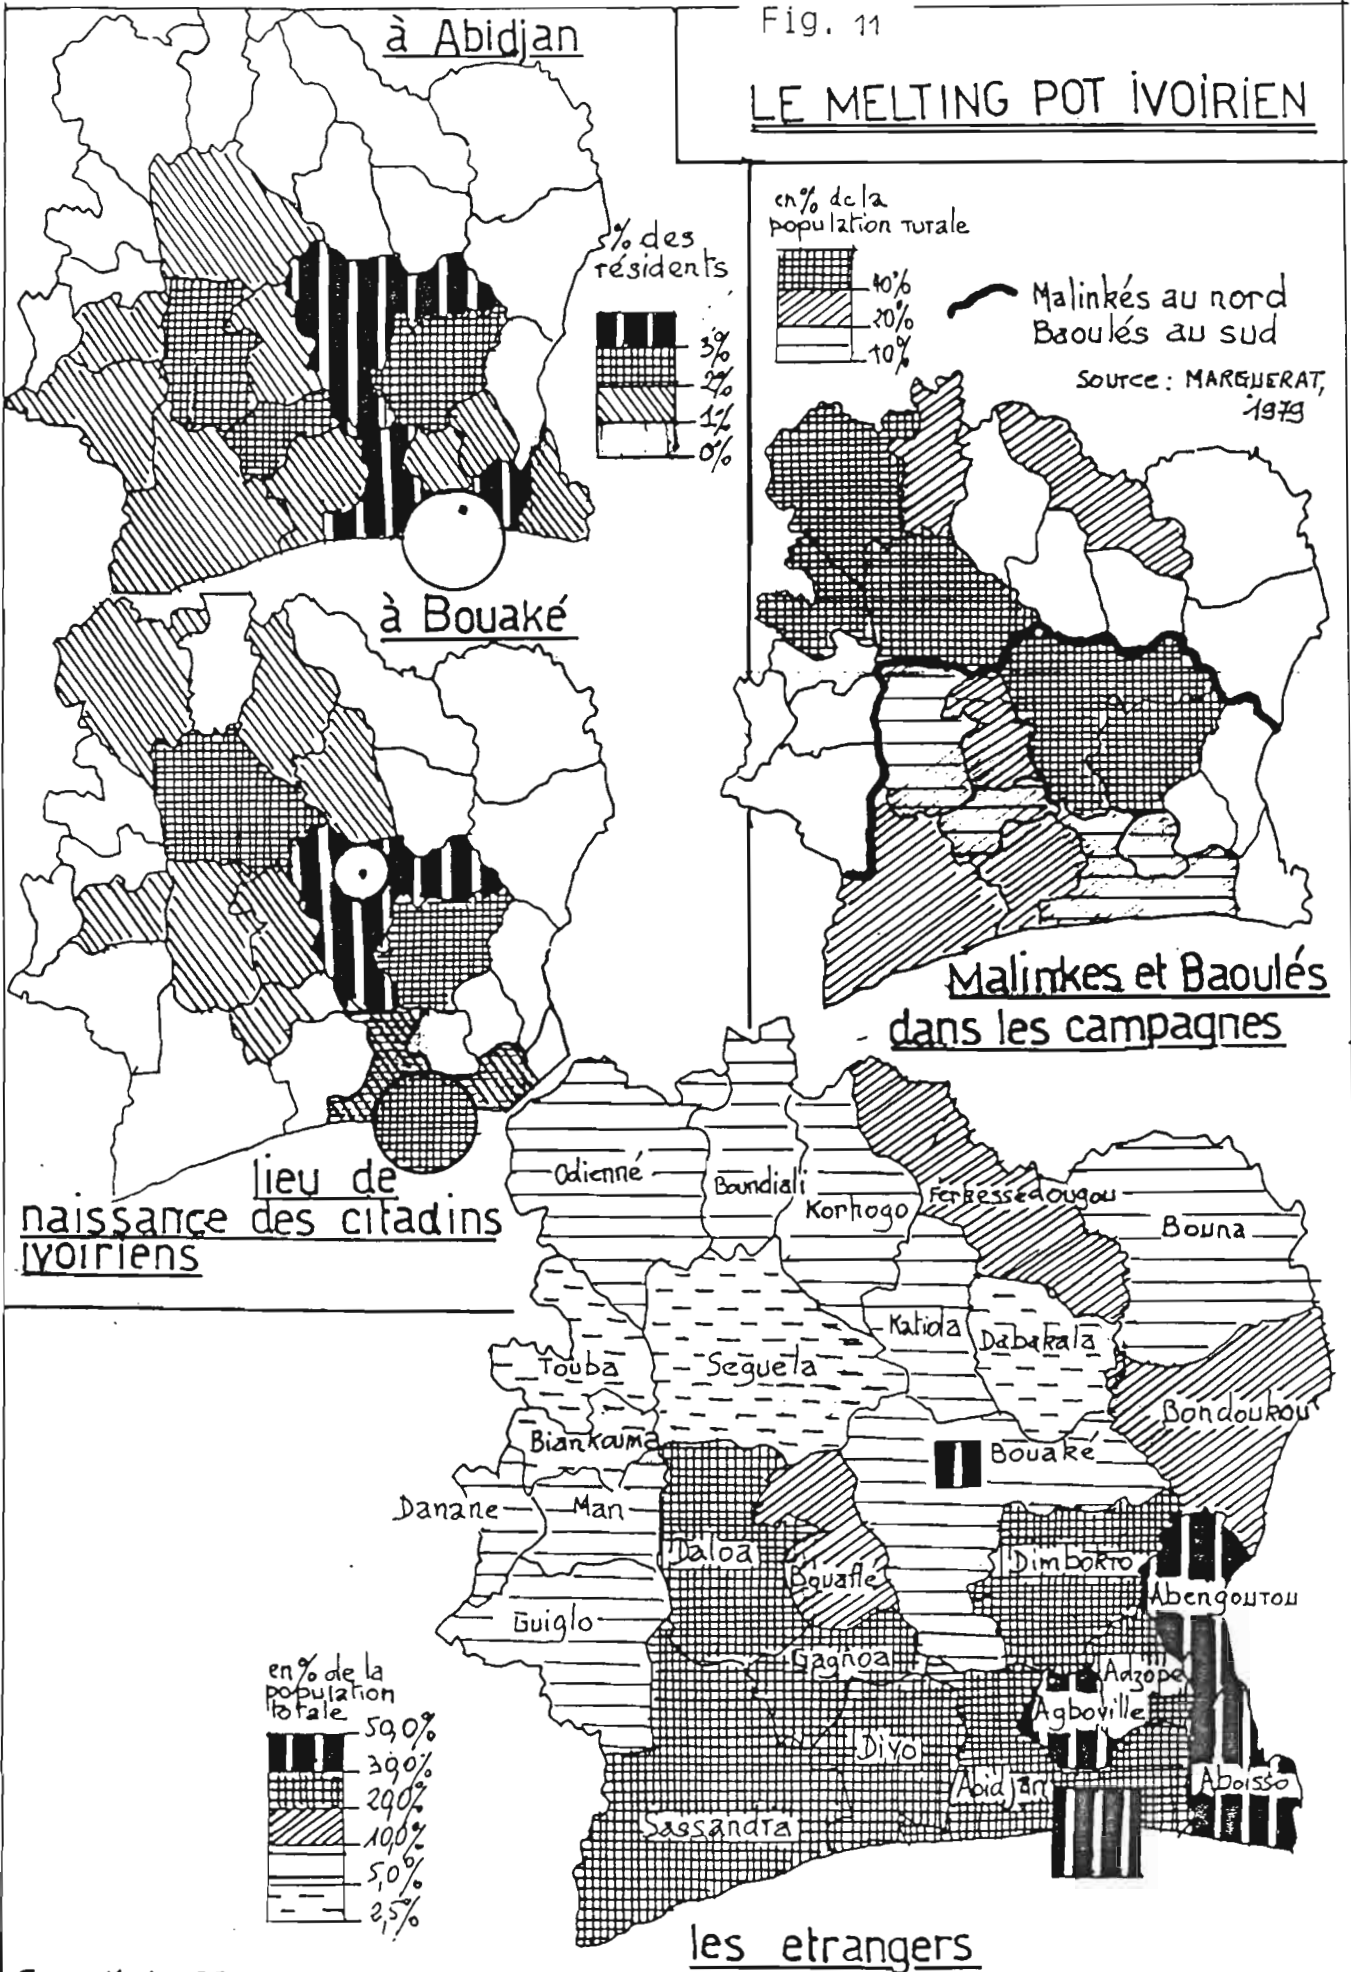 Fig. 11
LE MELTING POT IVOIRIEN
à Abidjan
% des
résidents
3%
2%
1%
0%
à Bouaké
lieu de
naissance des citadins
ivoiriens
en % de la
population rurale
40%
20%
10%
Malinkés au nord
Baoulés au sud
Source : MARGUERAT,
1979
Malinkes et Baoulés
dans les campagnes
Odienné
Boundiali
Korhogo
Ferkessédougou
Bouna
Katiola
Dabakala
Touba
Seguela
Bondoukou
Biankouma
Bouaké
Danane
Man
Daloa
Bouaflé
Dimbokro
Abengourou
Guiglo
Gagnoa
Adzopé
Agboville
Divo
Abidjan
Aboisso
Sassandra
en % de la
population
totale
50,0%
30,0%
20,0%
10,0%
5,0%
2,5%
les etrangers